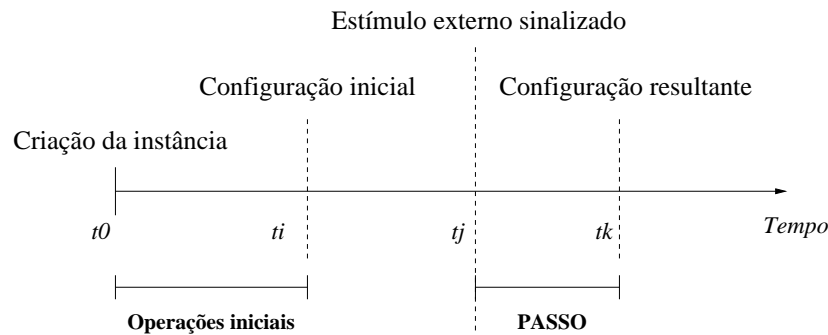 Estímulo externo sinalizado
Configuração inicial
Configuração resultante
Criação da instância
t0
ti
tj
tk
Tempo
Operações iniciais
PASSO